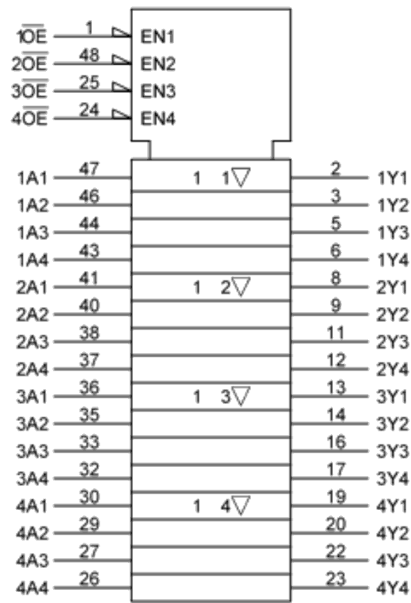 1O̅E̅ 1 EN1
2O̅E̅ 48 EN2
3O̅E̅ 25 EN3
4O̅E̅ 24 EN4
1A1 47 1 1▽ 2 1Y1
1A2 46 3 1Y2
1A3 44 5 1Y3
1A4 43 6 1Y4
2A1 41 1 2▽ 8 2Y1
2A2 40 9 2Y2
2A3 38 11 2Y3
2A4 37 12 2Y4
3A1 36 1 3▽ 13 3Y1
3A2 35 14 3Y2
3A3 33 16 3Y3
3A4 32 17 3Y4
4A1 30 1 4▽ 19 4Y1
4A2 29 20 4Y2
4A3 27 22 4Y3
4A4 26 23 4Y4